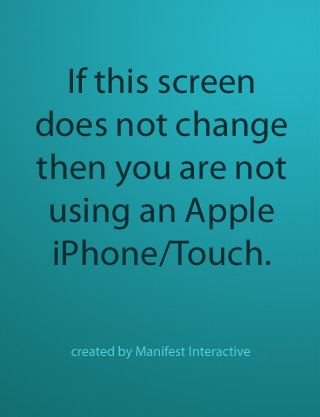 If this screen
does not change
then you are not
using an Apple
iPhone/Touch.
created by Manifest Interactive